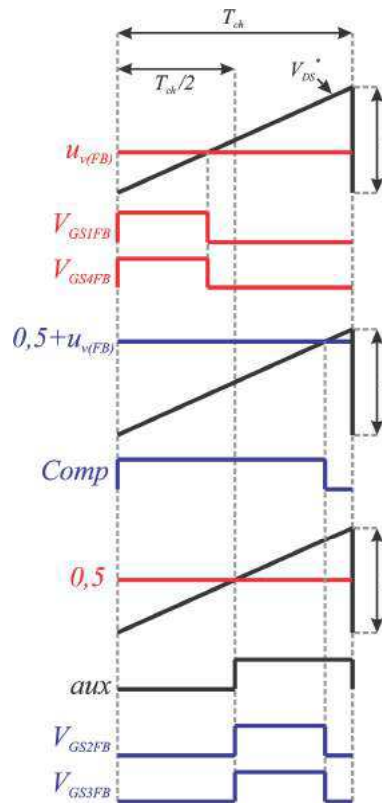 T_ch
T_ch/2
V_DS*
u_v(FB)
V_GS1FB
V_GS4FB
0,5+u_v(FB)
Comp
0,5
aux
V_GS2FB
V_GS3FB